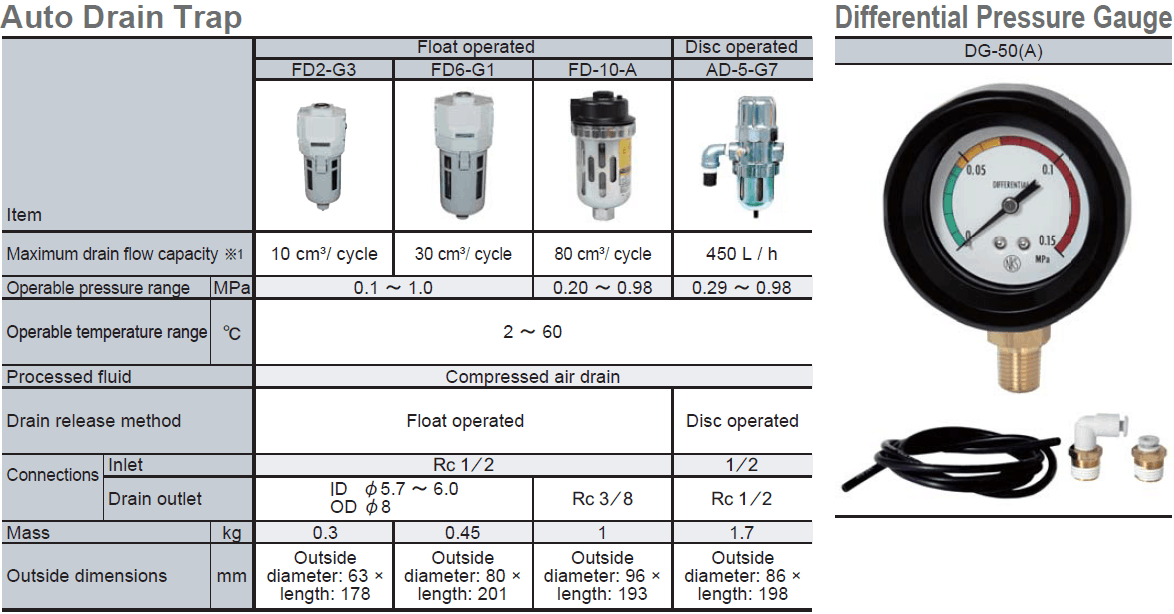 Auto Drain Trap
Differential Pressure Gauge
Item
Float operated
Disc operated
FD2-G3
FD6-G1
FD-10-A
AD-5-G7
Maximum drain flow capacity ※1
10 cm³/ cycle
30 cm³/ cycle
80 cm³/ cycle
450 L / h
Operable pressure range
MPa
0.1 ~ 1.0
0.20 ~ 0.98
0.29 ~ 0.98
Operable temperature range
℃
2 ~ 60
Processed fluid
Compressed air drain
Drain release method
Float operated
Disc operated
Connections
Inlet
Rc 1/2
1/2
Drain outlet
ID φ5.7 ~ 6.0
OD φ8
Rc 3/8
Rc 1/2
Mass
kg
0.3
0.45
1
1.7
Outside dimensions
mm
Outside
diameter: 63 ×
length: 178
Outside
diameter: 80 ×
length: 201
Outside
diameter: 96 ×
length: 193
Outside
diameter: 86 ×
length: 198
DG-50(A)
0.05
0.1
DIFFERENTIAL
0
0.15
MPa
NKS